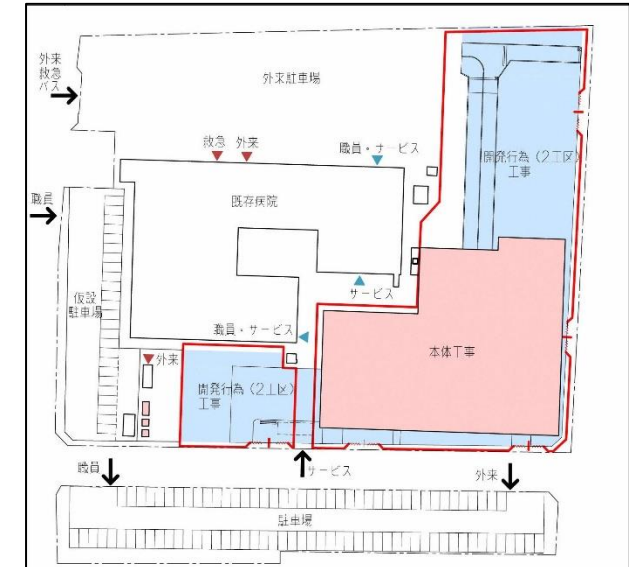 外来
救急
バス
外来駐車場
救急
外来
職員・サービス
開発行為（2工区）
工事
職員
既存病院
サービス
仮設
駐車場
職員・サービス
本体工事
外来
開発行為（2工区）
工事
職員
サービス
外来
駐車場